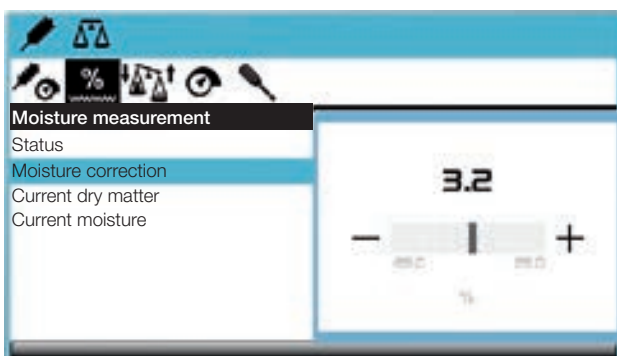 %
Moisture measurement
Status
Moisture correction
Current dry matter
Current moisture
3.2
− +
%